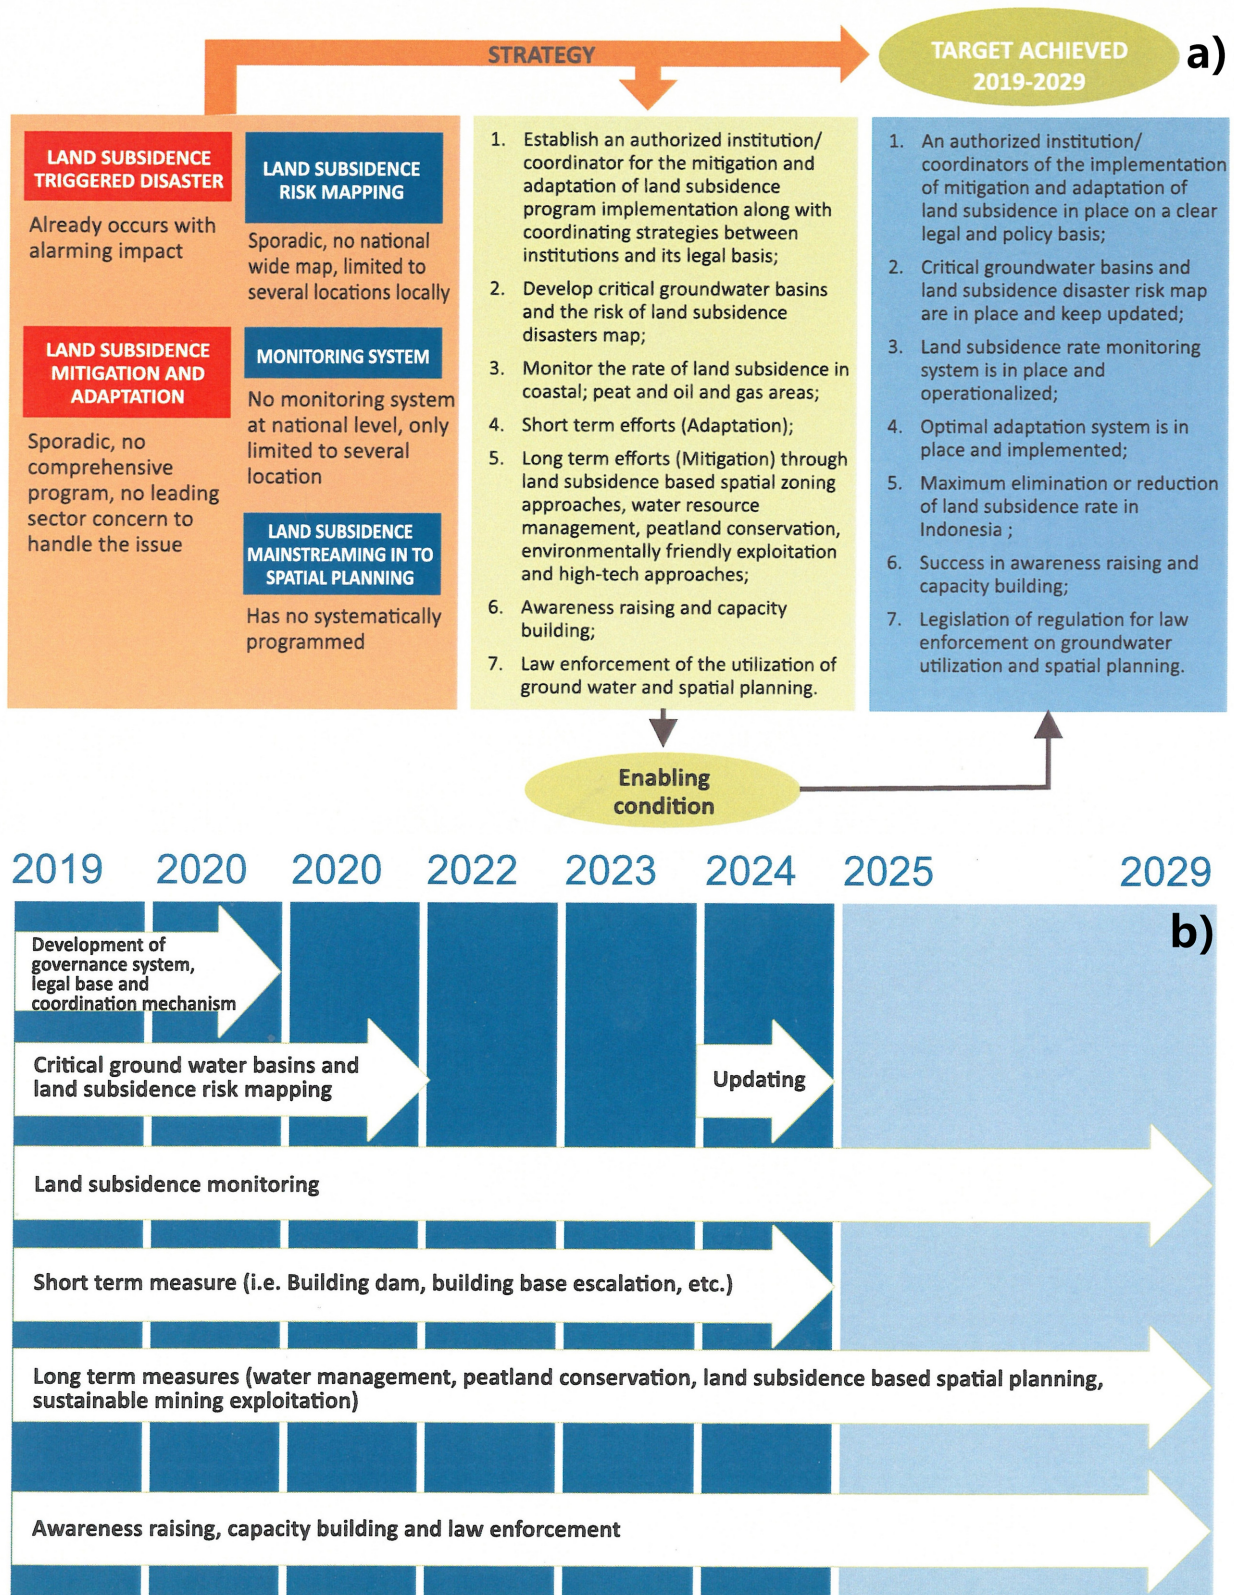 STRATEGY
TARGET ACHIEVED
2019-2029
a)
LAND SUBSIDENCE
TRIGGERED DISASTER
Already occurs with
alarming impact
LAND SUBSIDENCE
MITIGATION AND
ADAPTATION
Sporadic, no
comprehensive
program, no leading
sector concern to
handle the issue
LAND SUBSIDENCE
RISK MAPPING
Sporadic, no national
wide map, limited to
several locations locally
MONITORING SYSTEM
No monitoring system
at national level, only
limited to several
location
LAND SUBSIDENCE
MAINSTREAMING IN TO
SPATIAL PLANNING
Has no systematically
programmed
1. Establish an authorized institution/
coordinator for the mitigation and
adaptation of land subsidence
program implementation along with
coordinating strategies between
institutions and its legal basis;
2. Develop critical groundwater basins
and the risk of land subsidence
disasters map;
3. Monitor the rate of land subsidence in
coastal; peat and oil and gas areas;
4. Short term efforts (Adaptation);
5. Long term efforts (Mitigation) through
land subsidence based spatial zoning
approaches, water resource
management, peatland conservation,
environmentally friendly exploitation
and high-tech approaches;
6. Awareness raising and capacity
building;
7. Law enforcement of the utilization of
ground water and spatial planning.
1. An authorized institution/
coordinators of the implementation
of mitigation and adaptation of
land subsidence in place on a clear
legal and policy basis;
2. Critical groundwater basins and
land subsidence disaster risk map
are in place and keep updated;
3. Land subsidence rate monitoring
system is in place and
operationalized;
4. Optimal adaptation system is in
place and implemented;
5. Maximum elimination or reduction
of land subsidence rate in
Indonesia ;
6. Success in awareness raising and
capacity building;
7. Legislation of regulation for law
enforcement on groundwater
utilization and spatial planning.
Enabling
condition
2019 2020 2020 2022 2023 2024 2025 2029
b)
Development of
governance system,
legal base and
coordination mechanism
Critical ground water basins and
land subsidence risk mapping
Updating
Land subsidence monitoring
Short term measure (i.e. Building dam, building base escalation, etc.)
Long term measures (water management, peatland conservation, land subsidence based spatial planning,
sustainable mining exploitation)
Awareness raising, capacity building and law enforcement